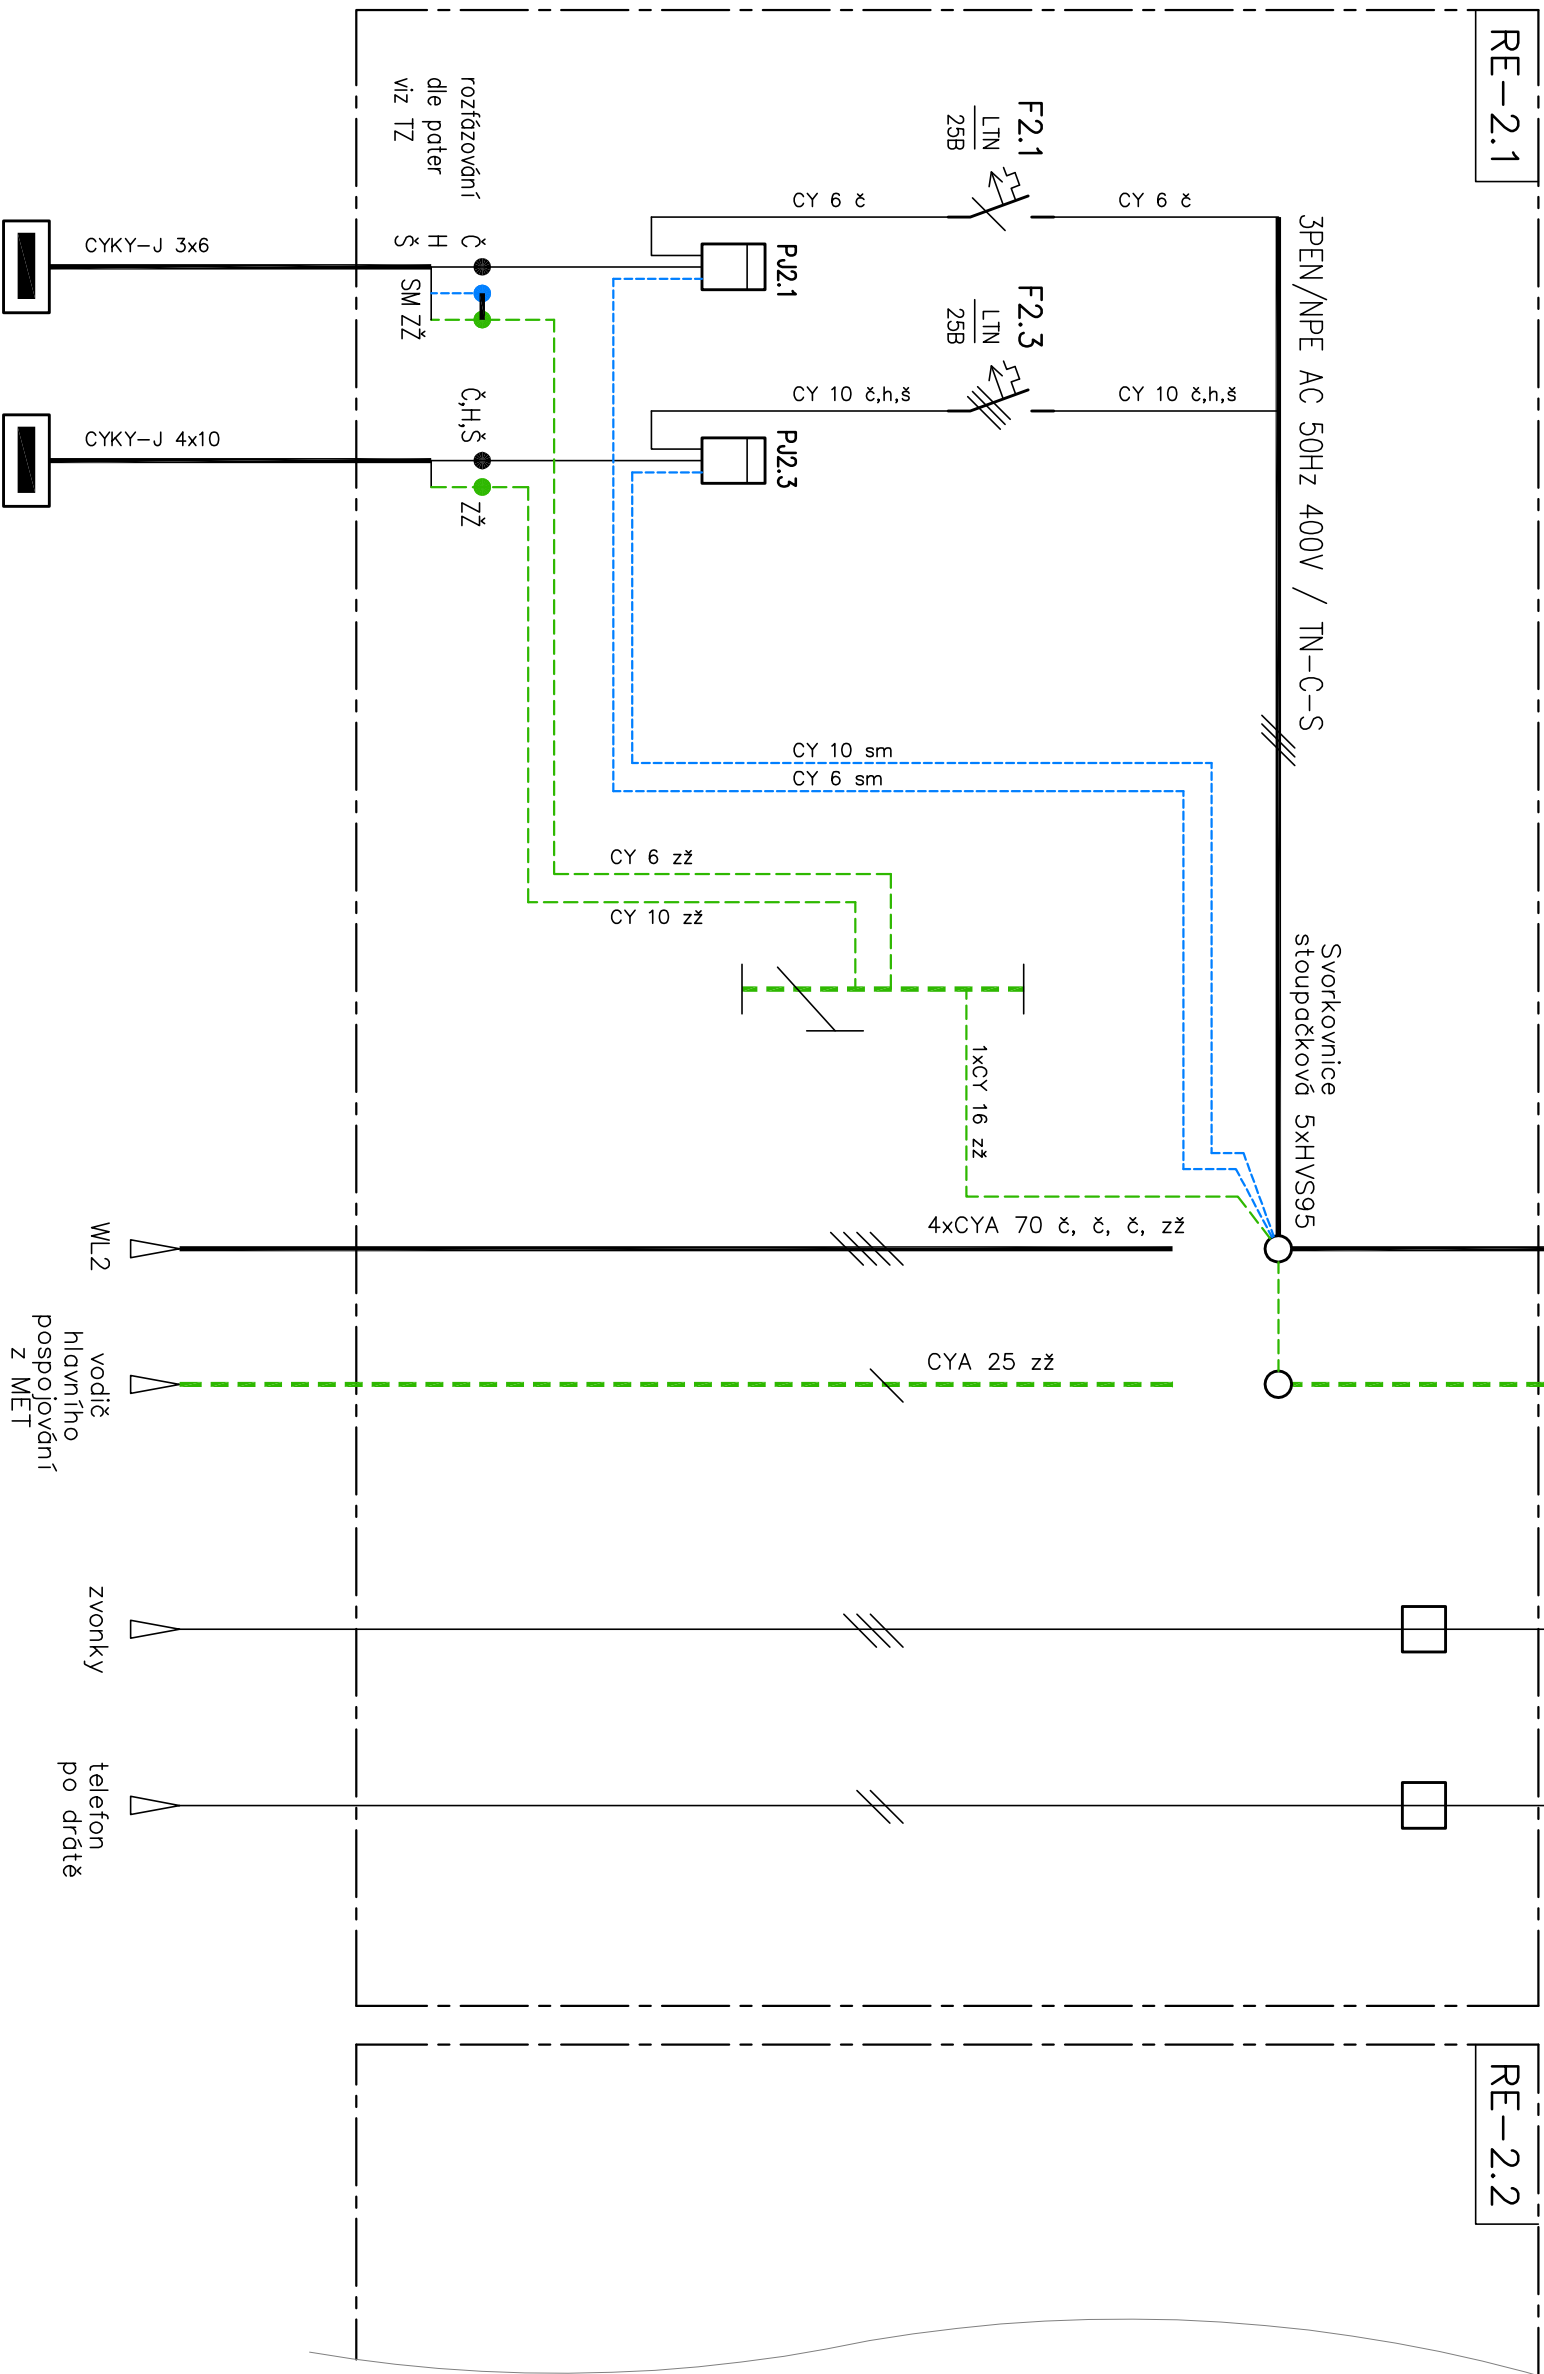 RE-2.1
F2.1
LTN
25B
F2.3
LTN
25B
3PEN/NPE AC 50Hz 400V / TN-C-S
CY 6 č
CY 6 č
CY 10 č,h,š
CY 10 č,h,š
PJ2.1
PJ2.3
rozfázování
dle pater
viz TZ
Č
H
Š
SM ZŽ
Č,H,Š
ZŽ
CYKY-J 3x6
CYKY-J 4x10
CY 10 sm
CY 6 sm
CY 6 zž
CY 10 zž
1xCY 16 zž
Svorkovnice
stoupačková 5xHVS95
4xCYA 70 č, č, č, zž
CYA 25 zž
WL2
vodič
hlavního
pospojování
z MET
zvonky
telefon
po drátě
RE-2.2